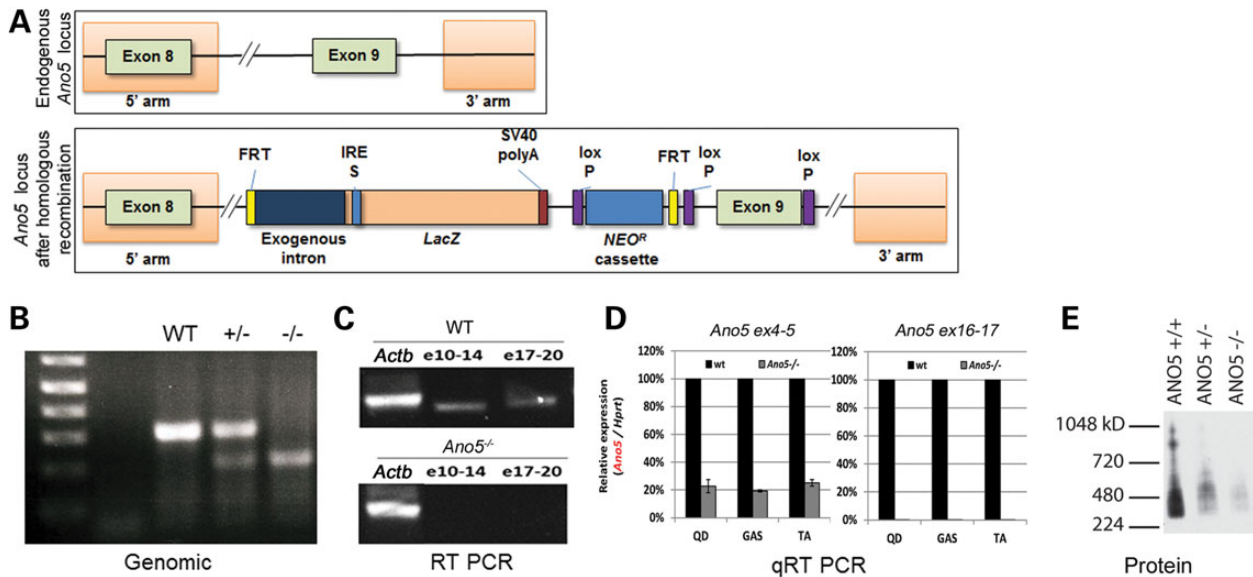 A
Endogenous
Ano5 locus
Exon 8
Exon 9
5' arm
3' arm
Ano5 locus
after homologous
recombination
FRT
IRE
S
SV40
polyA
lox
P
FRT
lox
P
lox
P
Exon 8
Exon 9
Exogenous
intron
LacZ
NEOR
cassette
5' arm
3' arm
B
WT +/- -/-
Genomic
C
WT
Actb e10-14 e17-20
Ano5-/-
Actb e10-14 e17-20
RT PCR
D
Ano5 ex4-5
Ano5 ex16-17
Relative expression
(Ano5 / Hprt)
120%
100%
80%
60%
40%
20%
0%
wt Ano5-/-
QD GAS TA
120%
100%
80%
60%
40%
20%
0%
wt Ano5-/-
QD GAS TA
qRT PCR
E
ANO5 +/+
ANO5 +/-
ANO5 -/-
1048 kD
720
480
224
Protein